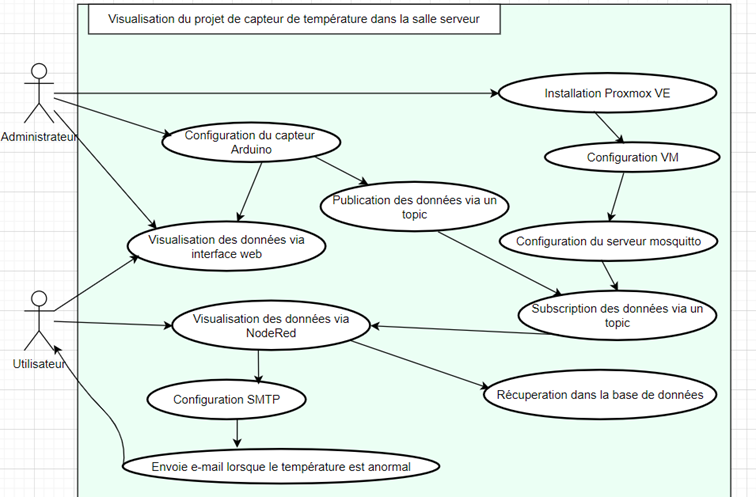 Visualisation du projet de capteur de température dans la salle serveur
Administrateur
Installation Proxmox VE
Configuration du capteur
Arduino
Configuration VM
Publication des données via un
topic
Visualisation des données via
interface web
Configuration du serveur mosquitto
Utilisateur
Visualisation des données via
NodeRed
Subscription des données via un
topic
Configuration SMTP
Récuperation dans la base de données
Envoie e-mail lorsque le température est anormal